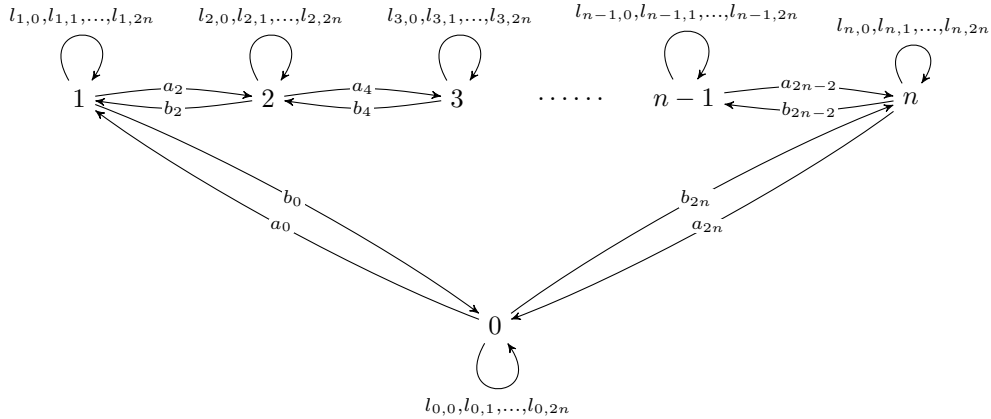 l_{1,0},l_{1,1},...,l_{1,2n} l_{2,0},l_{2,1},...,l_{2,2n} l_{3,0},l_{3,1},...,l_{3,2n} l_{n−1,0},l_{n−1,1},...,l_{n−1,2n} l_{n,0},l_{n,1},...,l_{n,2n}
a_2 a_4 a_{2n−2}
1 2 3 ······ n − 1 n
b_2 b_4 b_{2n−2}
b_0 b_{2n}
a_0 a_{2n}
0
l_{0,0},l_{0,1},...,l_{0,2n}